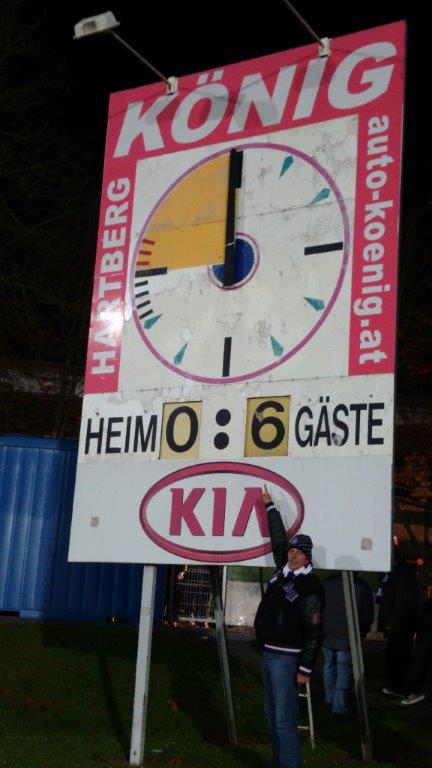 KÖNIG
HARTBERG
auto-koenig.at
HEIM 0:6 GÄSTE
KIA